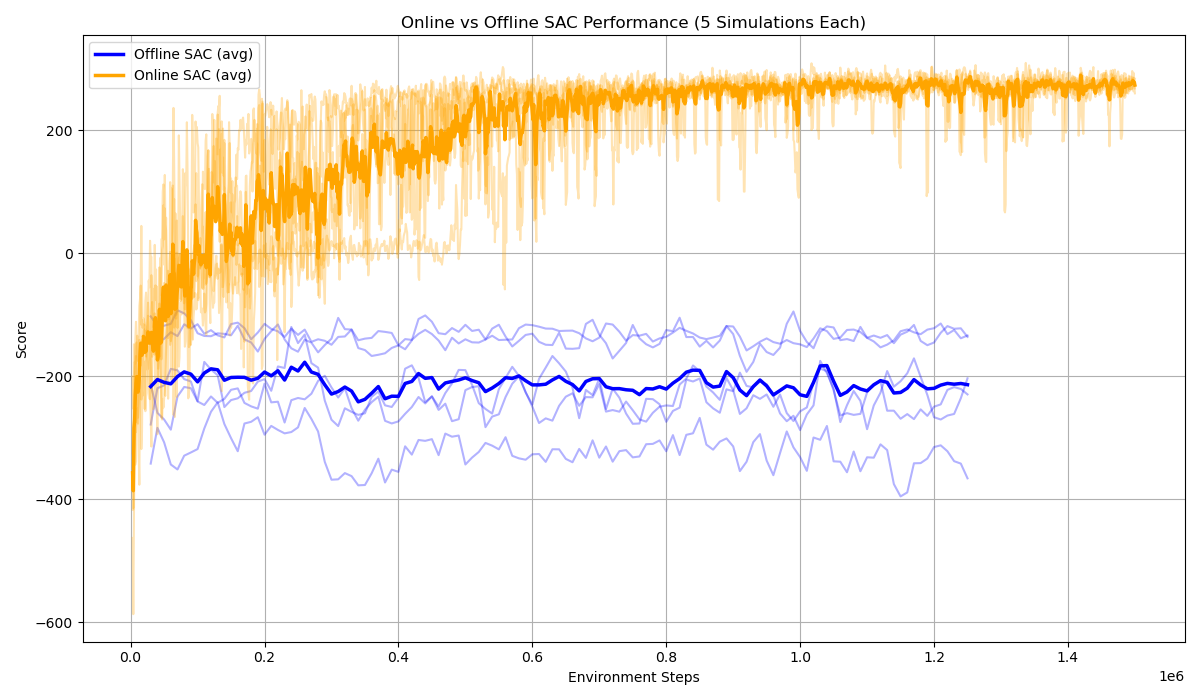 Online vs Offline SAC Performance (5 Simulations Each)
Offline SAC (avg)
Online SAC (avg)
Score
200
0
−200
−400
−600
0.0 0.2 0.4 0.6 0.8 1.0 1.2 1.4
1e6
Environment Steps